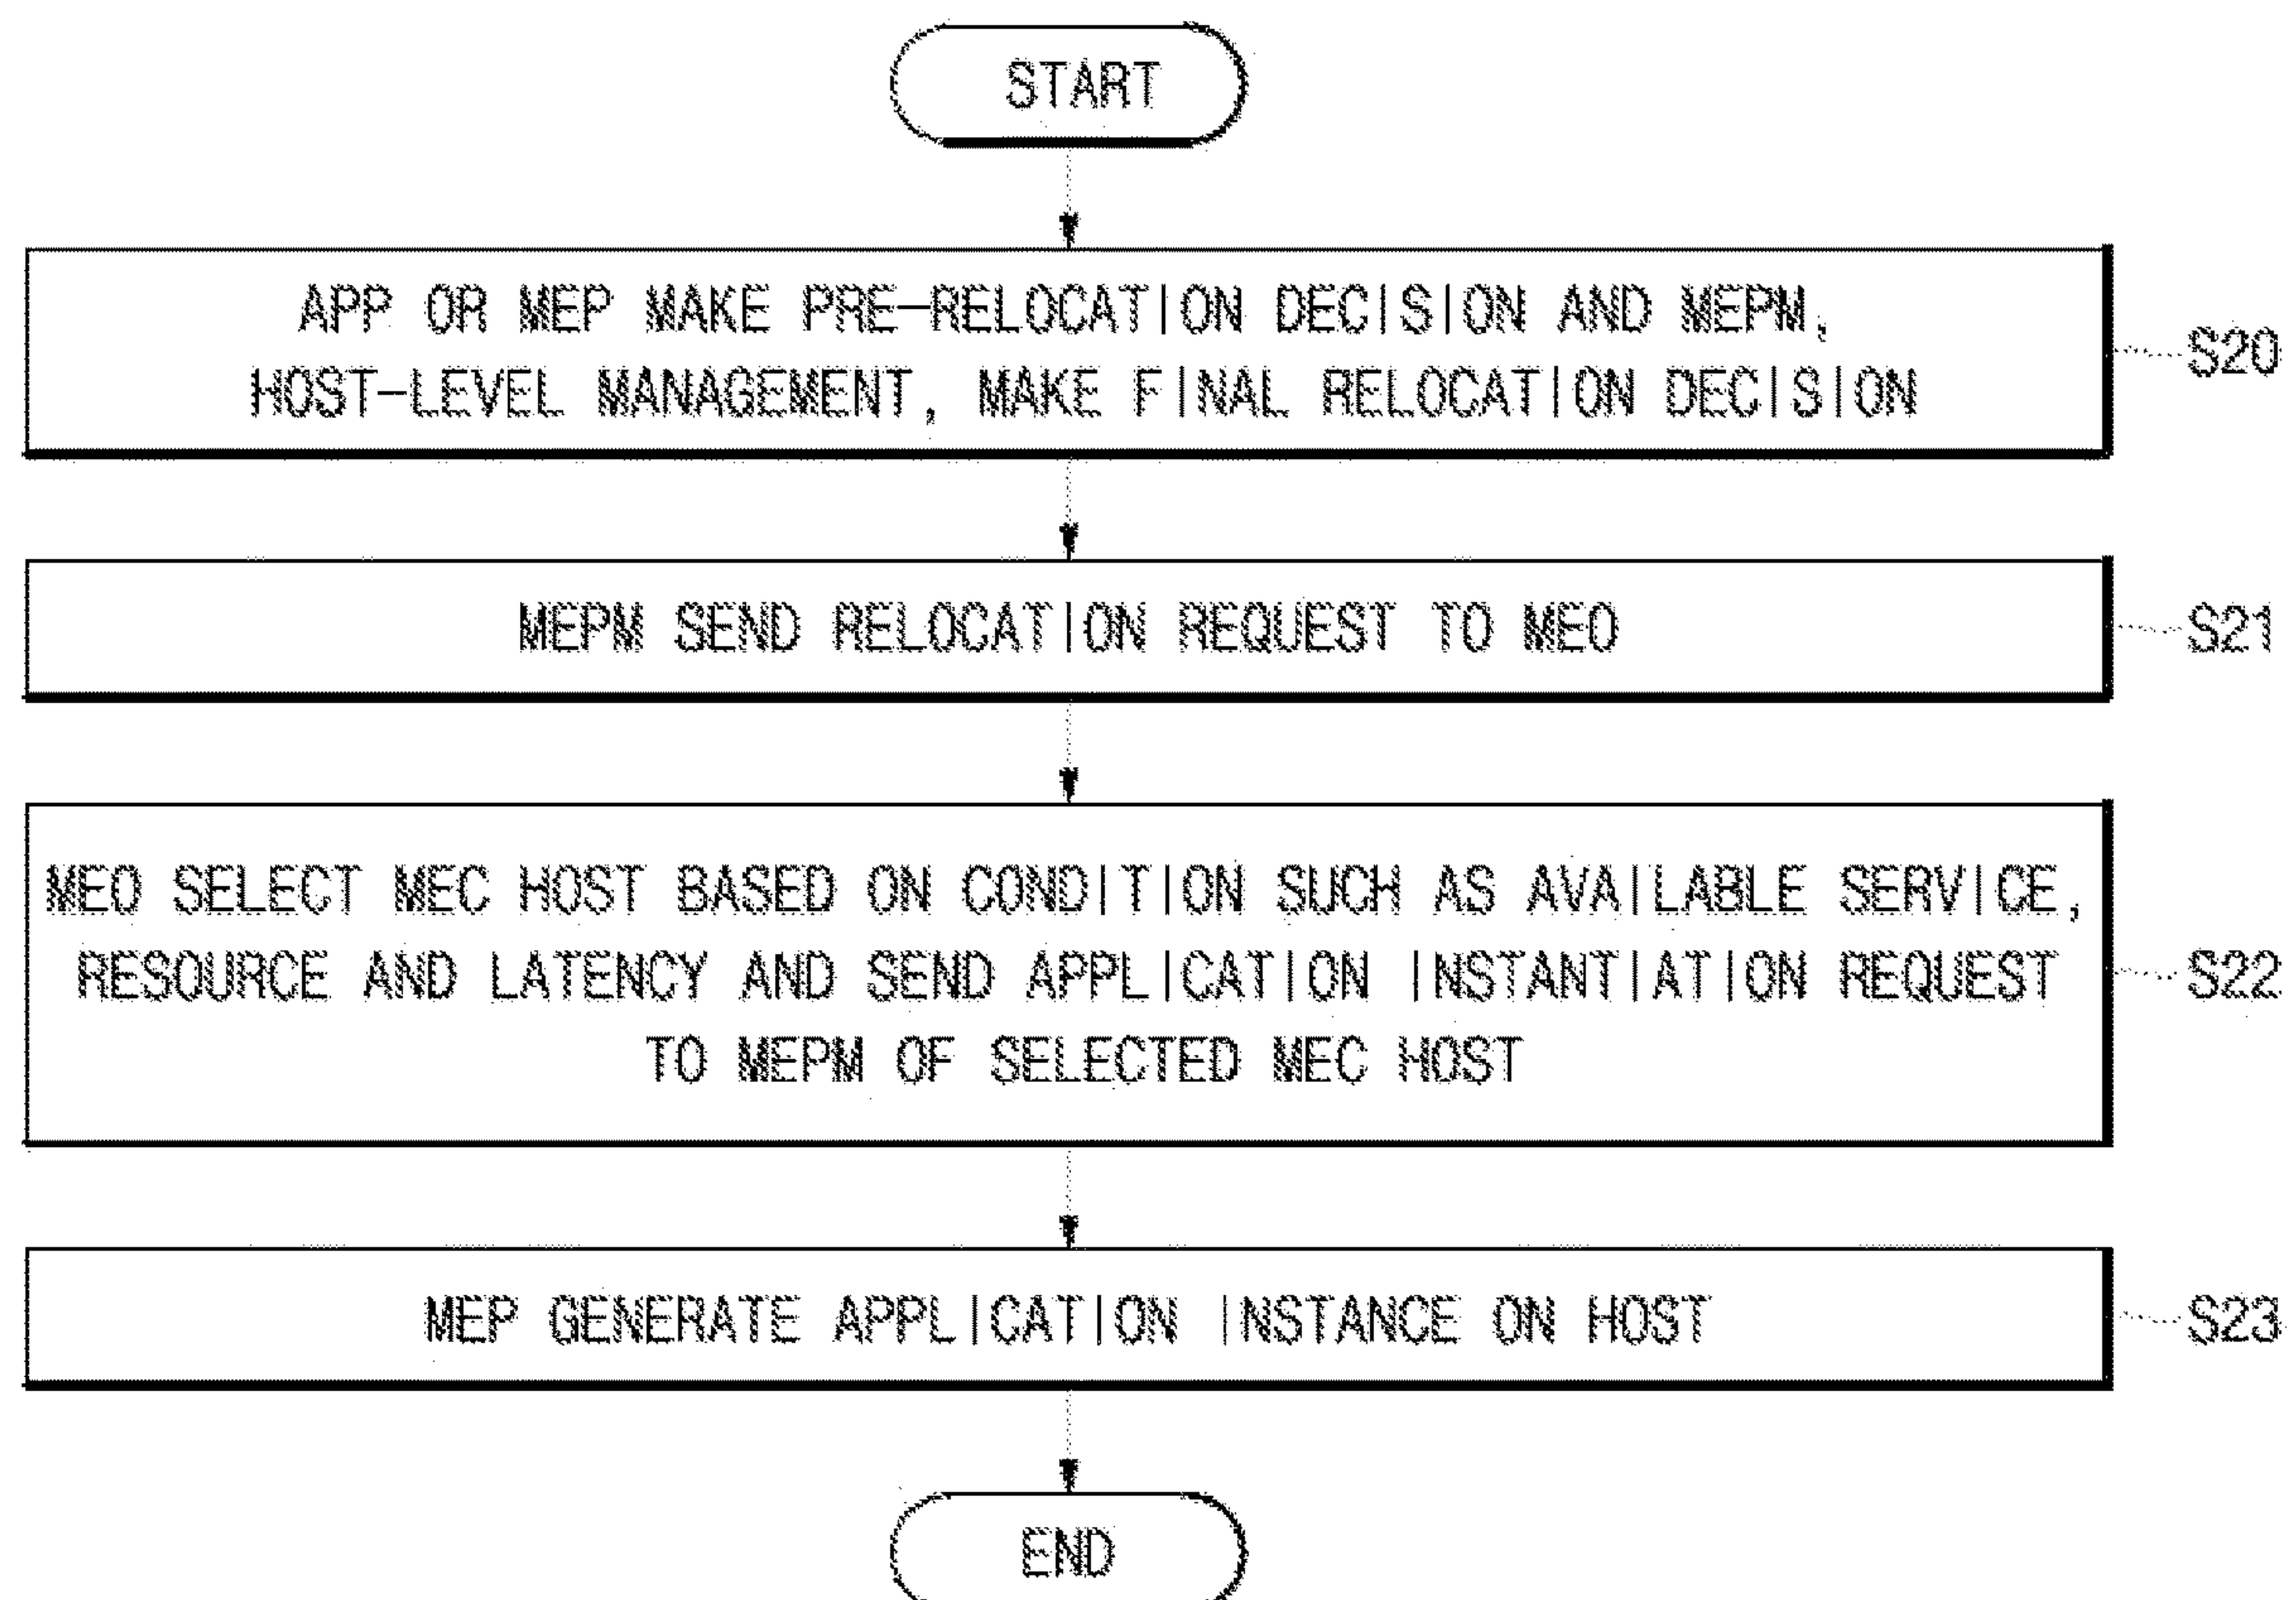 START
APP OR MEP MAKE PRE-RELOCATION DECISION AND MEPM,
HOST-LEVEL MANAGEMENT, MAKE FINAL RELOCATION DECISION
S20
MEPM SEND RELOCATION REQUEST TO MEO
S21
MEO SELECT MEC HOST BASED ON CONDITION SUCH AS AVAILABLE SERVICE,
RESOURCE AND LATENCY AND SEND APPLICATION INSTANTIATION REQUEST
TO MEPM OF SELECTED MEC HOST
S22
MEP GENERATE APPLICATION INSTANCE ON HOST
S23
END